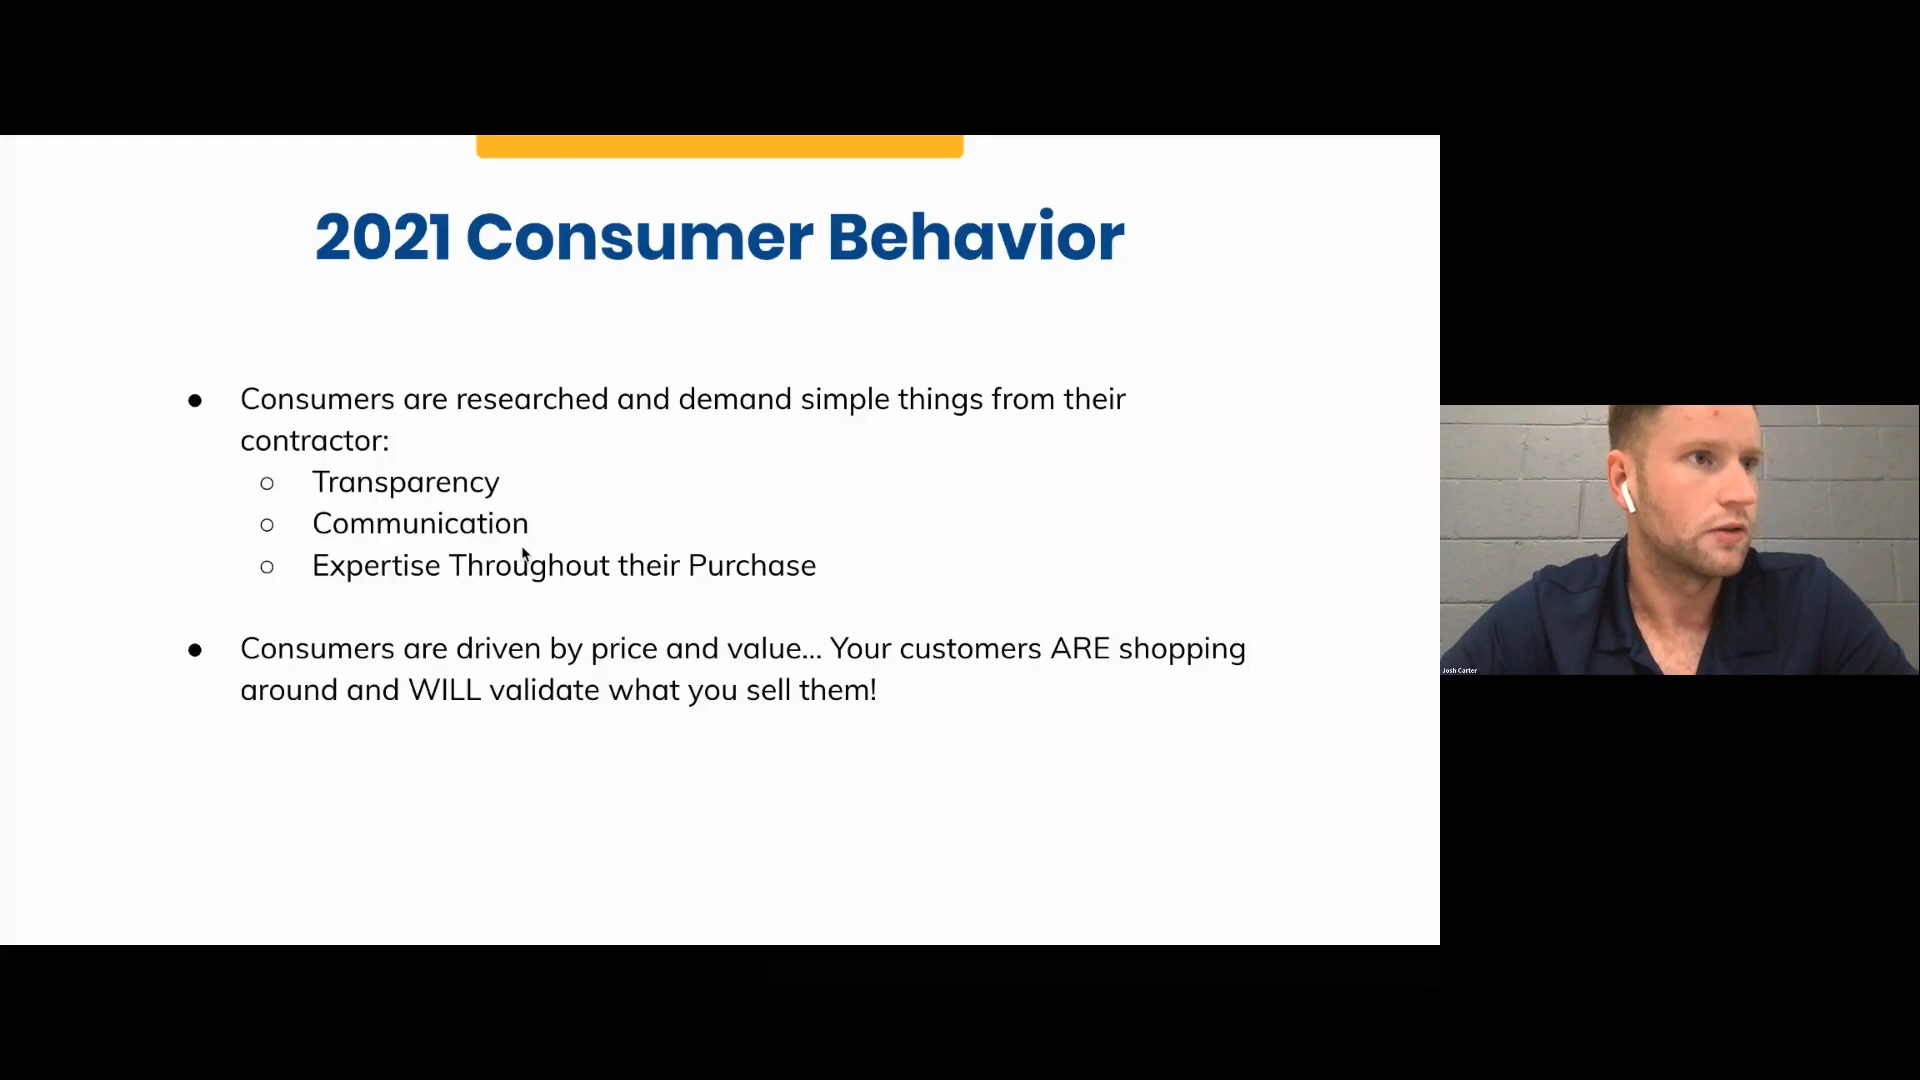 2021 Consumer Behavior
● Consumers are researched and demand simple things from their
contractor:
○ Transparency
○ Communication
○ Expertise Throughout their Purchase
● Consumers are driven by price and value... Your customers ARE shopping
around and WILL validate what you sell them!
Josh Carter